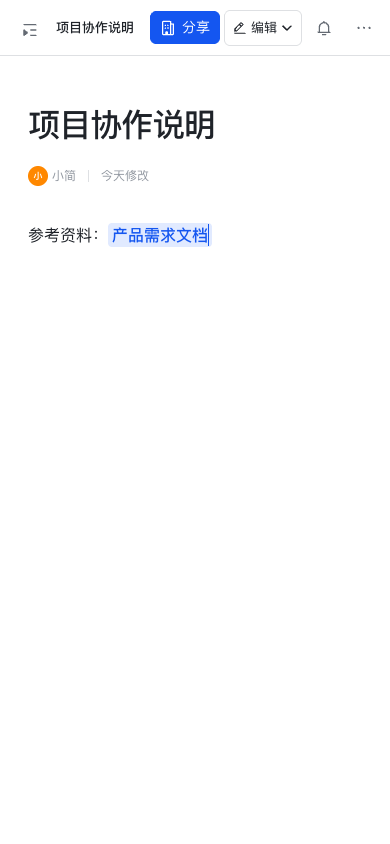 项目协作说明
分享
编辑
项目协作说明
小 小简 今天修改
参考资料：产品需求文档